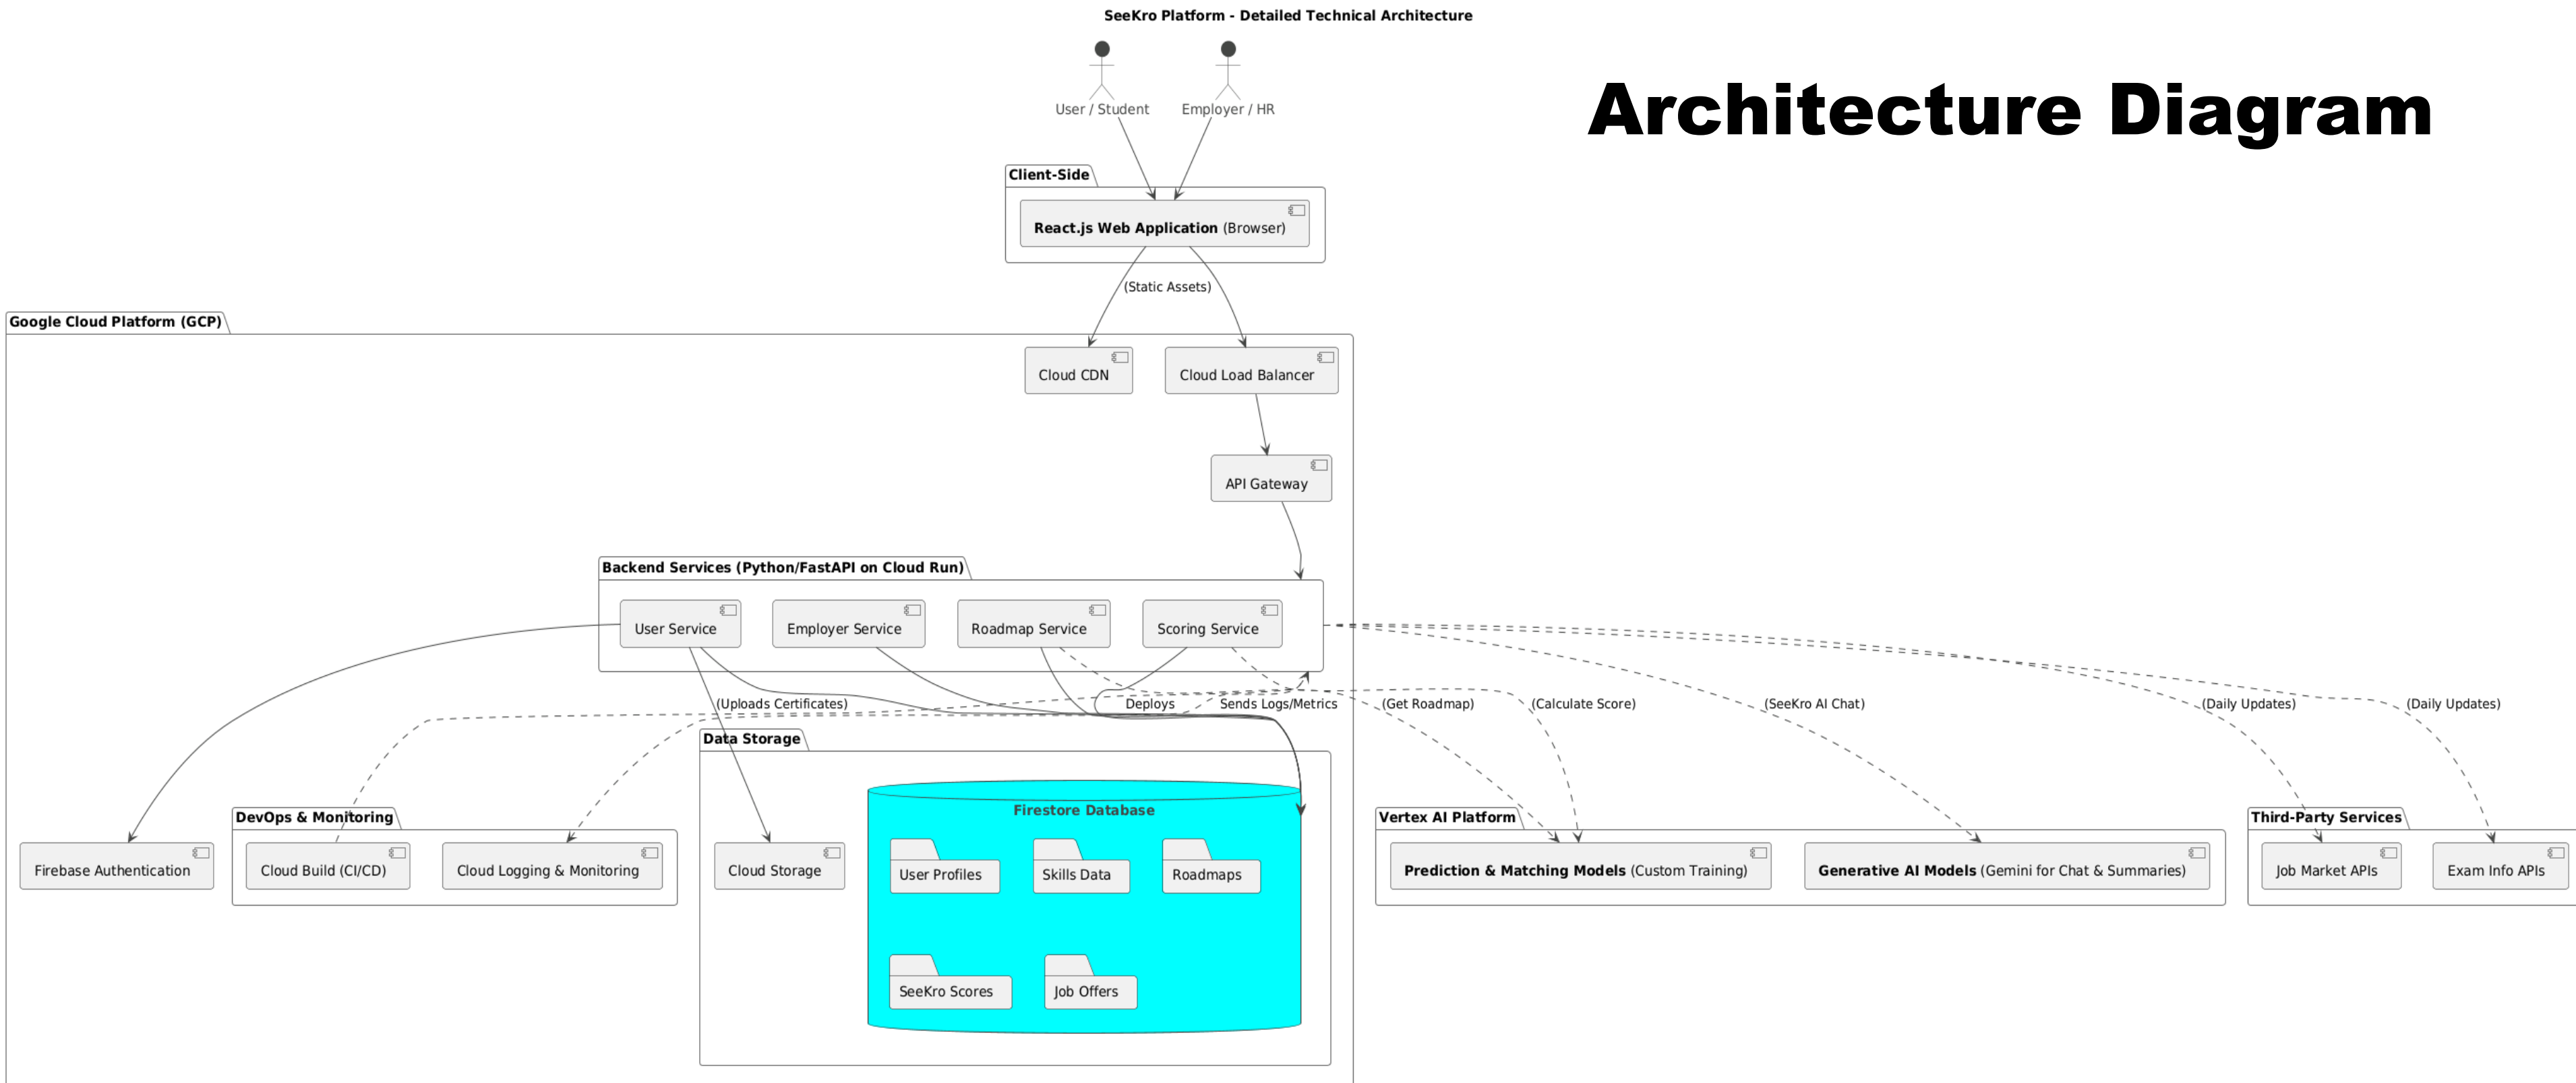 SeeKro Platform - Detailed Technical Architecture
Architecture Diagram
User / Student
Employer / HR
Client-Side
React.js Web Application (Browser)
(Static Assets)
Google Cloud Platform (GCP)
Cloud CDN
Cloud Load Balancer
API Gateway
Backend Services (Python/FastAPI on Cloud Run)
User Service
Employer Service
Roadmap Service
Scoring Service
(Uploads Certificates)
Deploys
Sends Logs/Metrics
(Get Roadmap)
(Calculate Score)
(SeeKro AI Chat)
(Daily Updates)
(Daily Updates)
Data Storage
Firestore Database
DevOps & Monitoring
Vertex AI Platform
Third-Party Services
Firebase Authentication
Cloud Build (CI/CD)
Cloud Logging & Monitoring
Cloud Storage
User Profiles
Skills Data
Roadmaps
Prediction & Matching Models (Custom Training)
Generative AI Models (Gemini for Chat & Summaries)
Job Market APIs
Exam Info APIs
SeeKro Scores
Job Offers